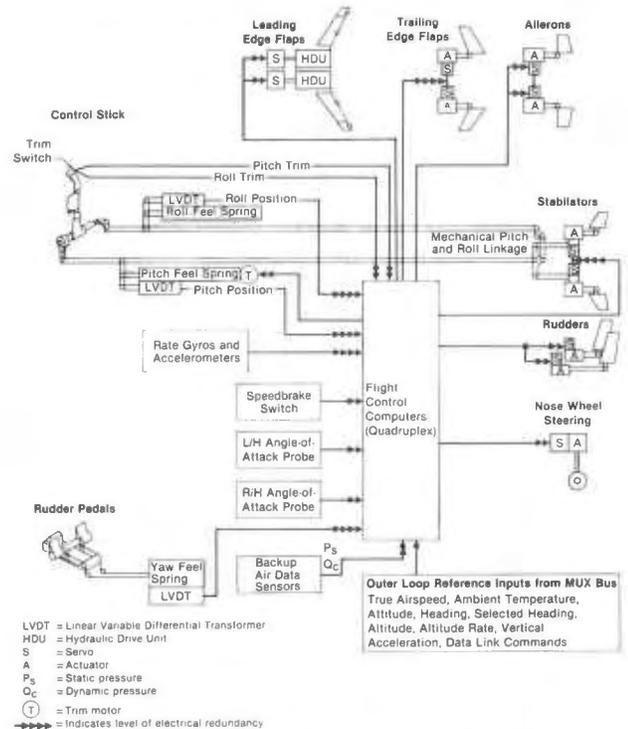 Leading
Edge Flaps
Trailing
Edge Flaps
Ailerons
S
HDU
S
HDU
A
S
S
A
A
S
S
A
Control Stick
Trim
Switch
Pitch Trim
Roll Trim
LVDT
Roll Position
Roll Feel Spring
Stabilators
Mechanical Pitch
and Roll Linkage
A
A
Pitch Feel Spring
T
LVDT
Pitch Position
Rudders
A
A
Rate Gyros and
Accelerometers
Flight
Control
Computers
(Quadruplex)
Speedbrake
Switch
Nose Wheel
Steering
S
A
L/H Angle-of-
Attack Probe
R/H Angle-of-
Attack Probe
Rudder Pedals
Yaw Feel
Spring
LVDT
Backup
Air Data
Sensors
PS
QC
Outer Loop Reference Inputs from MUX Bus
True Airspeed, Ambient Temperature,
Attitude, Heading, Selected Heading,
Altitude, Altitude Rate, Vertical
Acceleration, Data Link Commands
LVDT = Linear Variable Differential Transformer
HDU = Hydraulic Drive Unit
S = Servo
A = Actuator
PS = Static pressure
QC = Dynamic pressure
T = Trim motor
= Indicates level of electrical redundancy